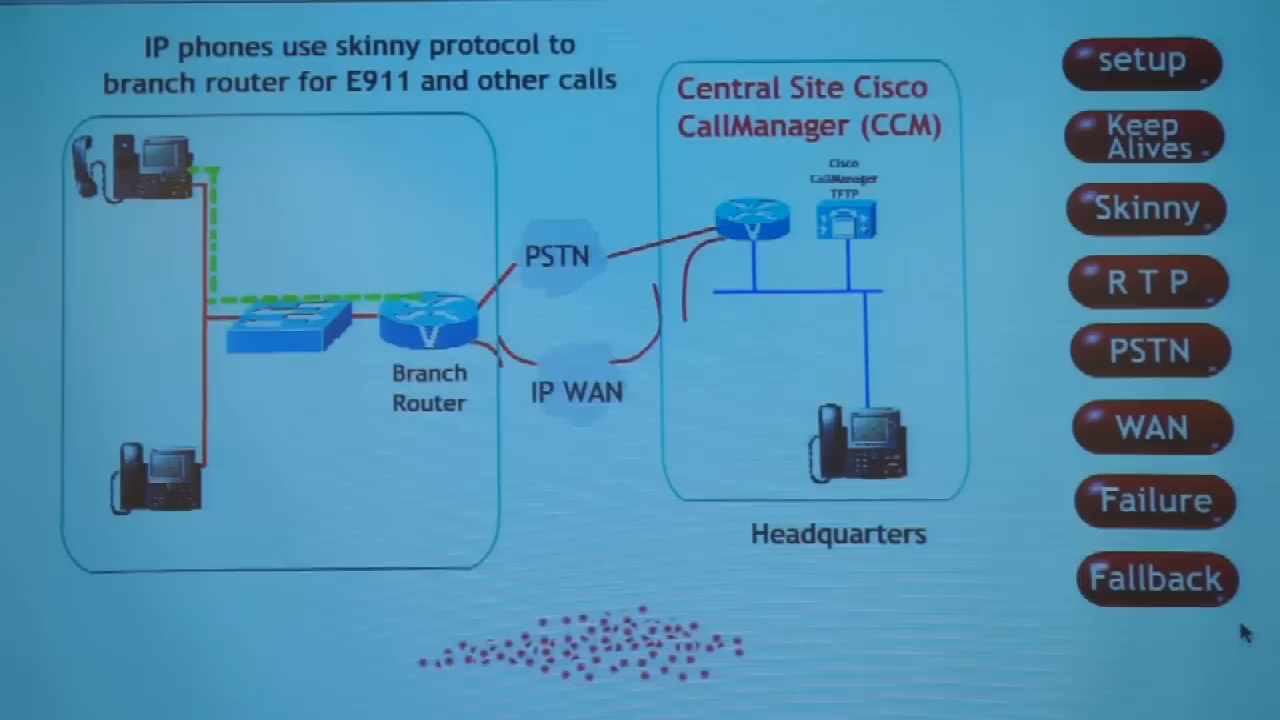 IP phones use skinny protocol to
branch router for E911 and other calls
Central Site Cisco
CallManager (CCM)
Cisco
CallManager
TFTP
V
PSTN
V
Branch
Router
IP WAN
Headquarters
setup
Keep
Alives
Skinny
R T P
PSTN
WAN
Failure
Fallback